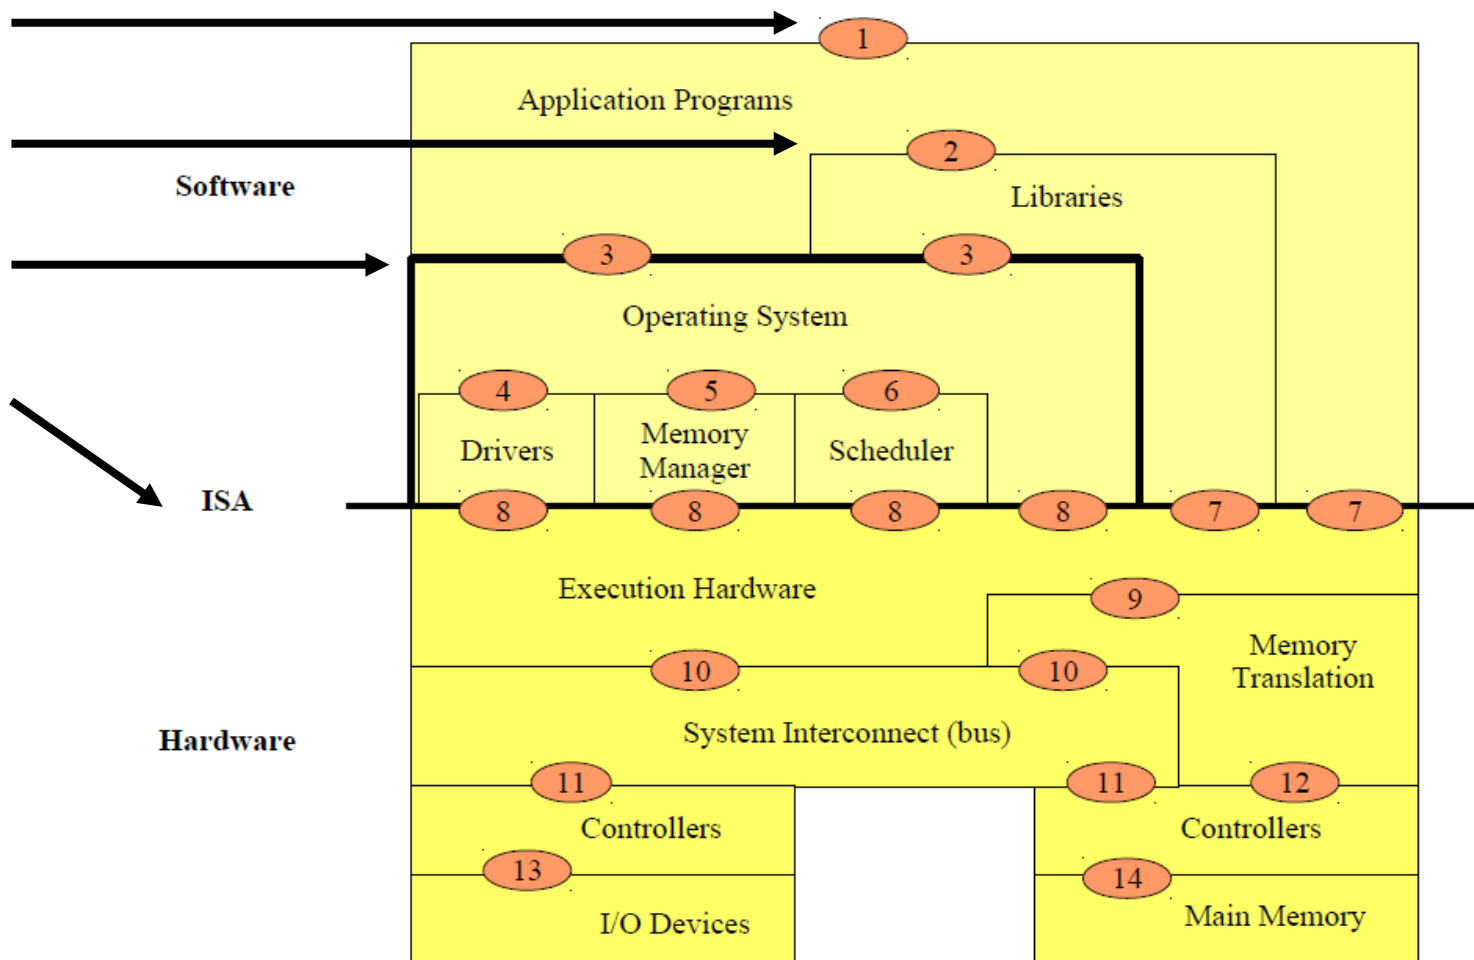 1
Application Programs
2
Software
Libraries
3 3
Operating System
4 5 6
Drivers
Memory
Manager
Scheduler
ISA
8 8 8 8 7 7
Execution Hardware
9
Memory
Translation
10 10
System Interconnect (bus)
Hardware
11 11 12
Controllers Controllers
13 14
I/O Devices Main Memory